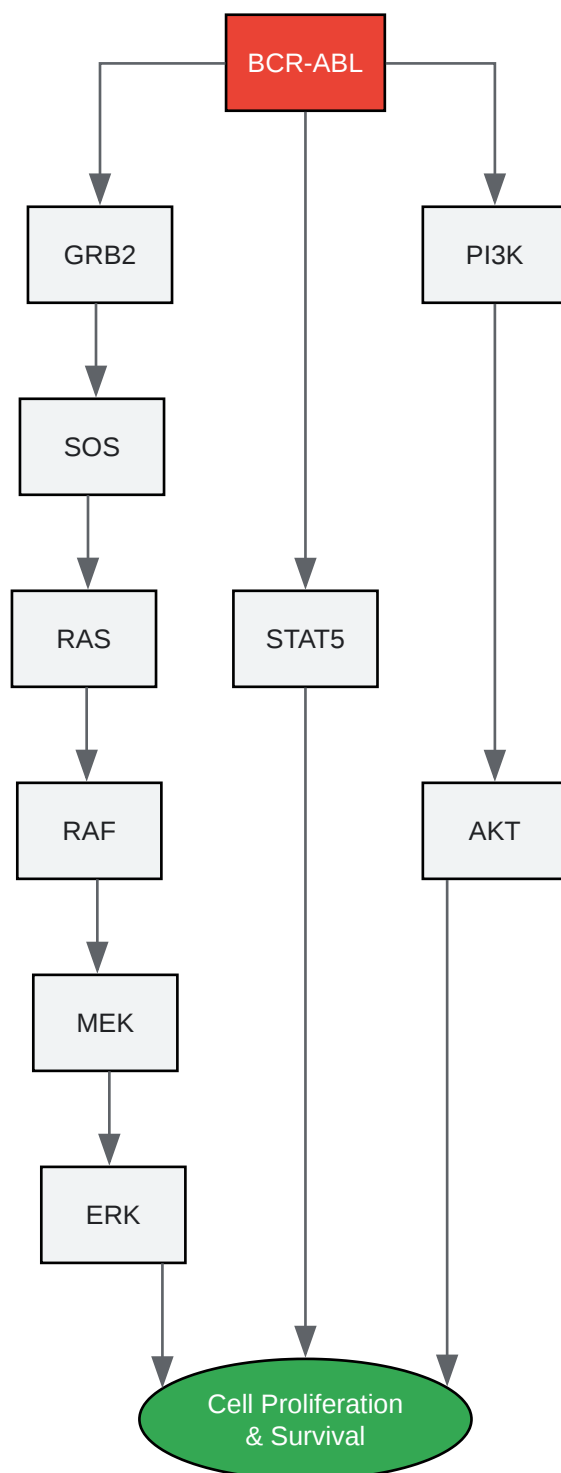 BCR-ABL
GRB2
PI3K
SOS
RAS
STAT5
RAF
AKT
MEK
ERK
Cell Proliferation
& Survival